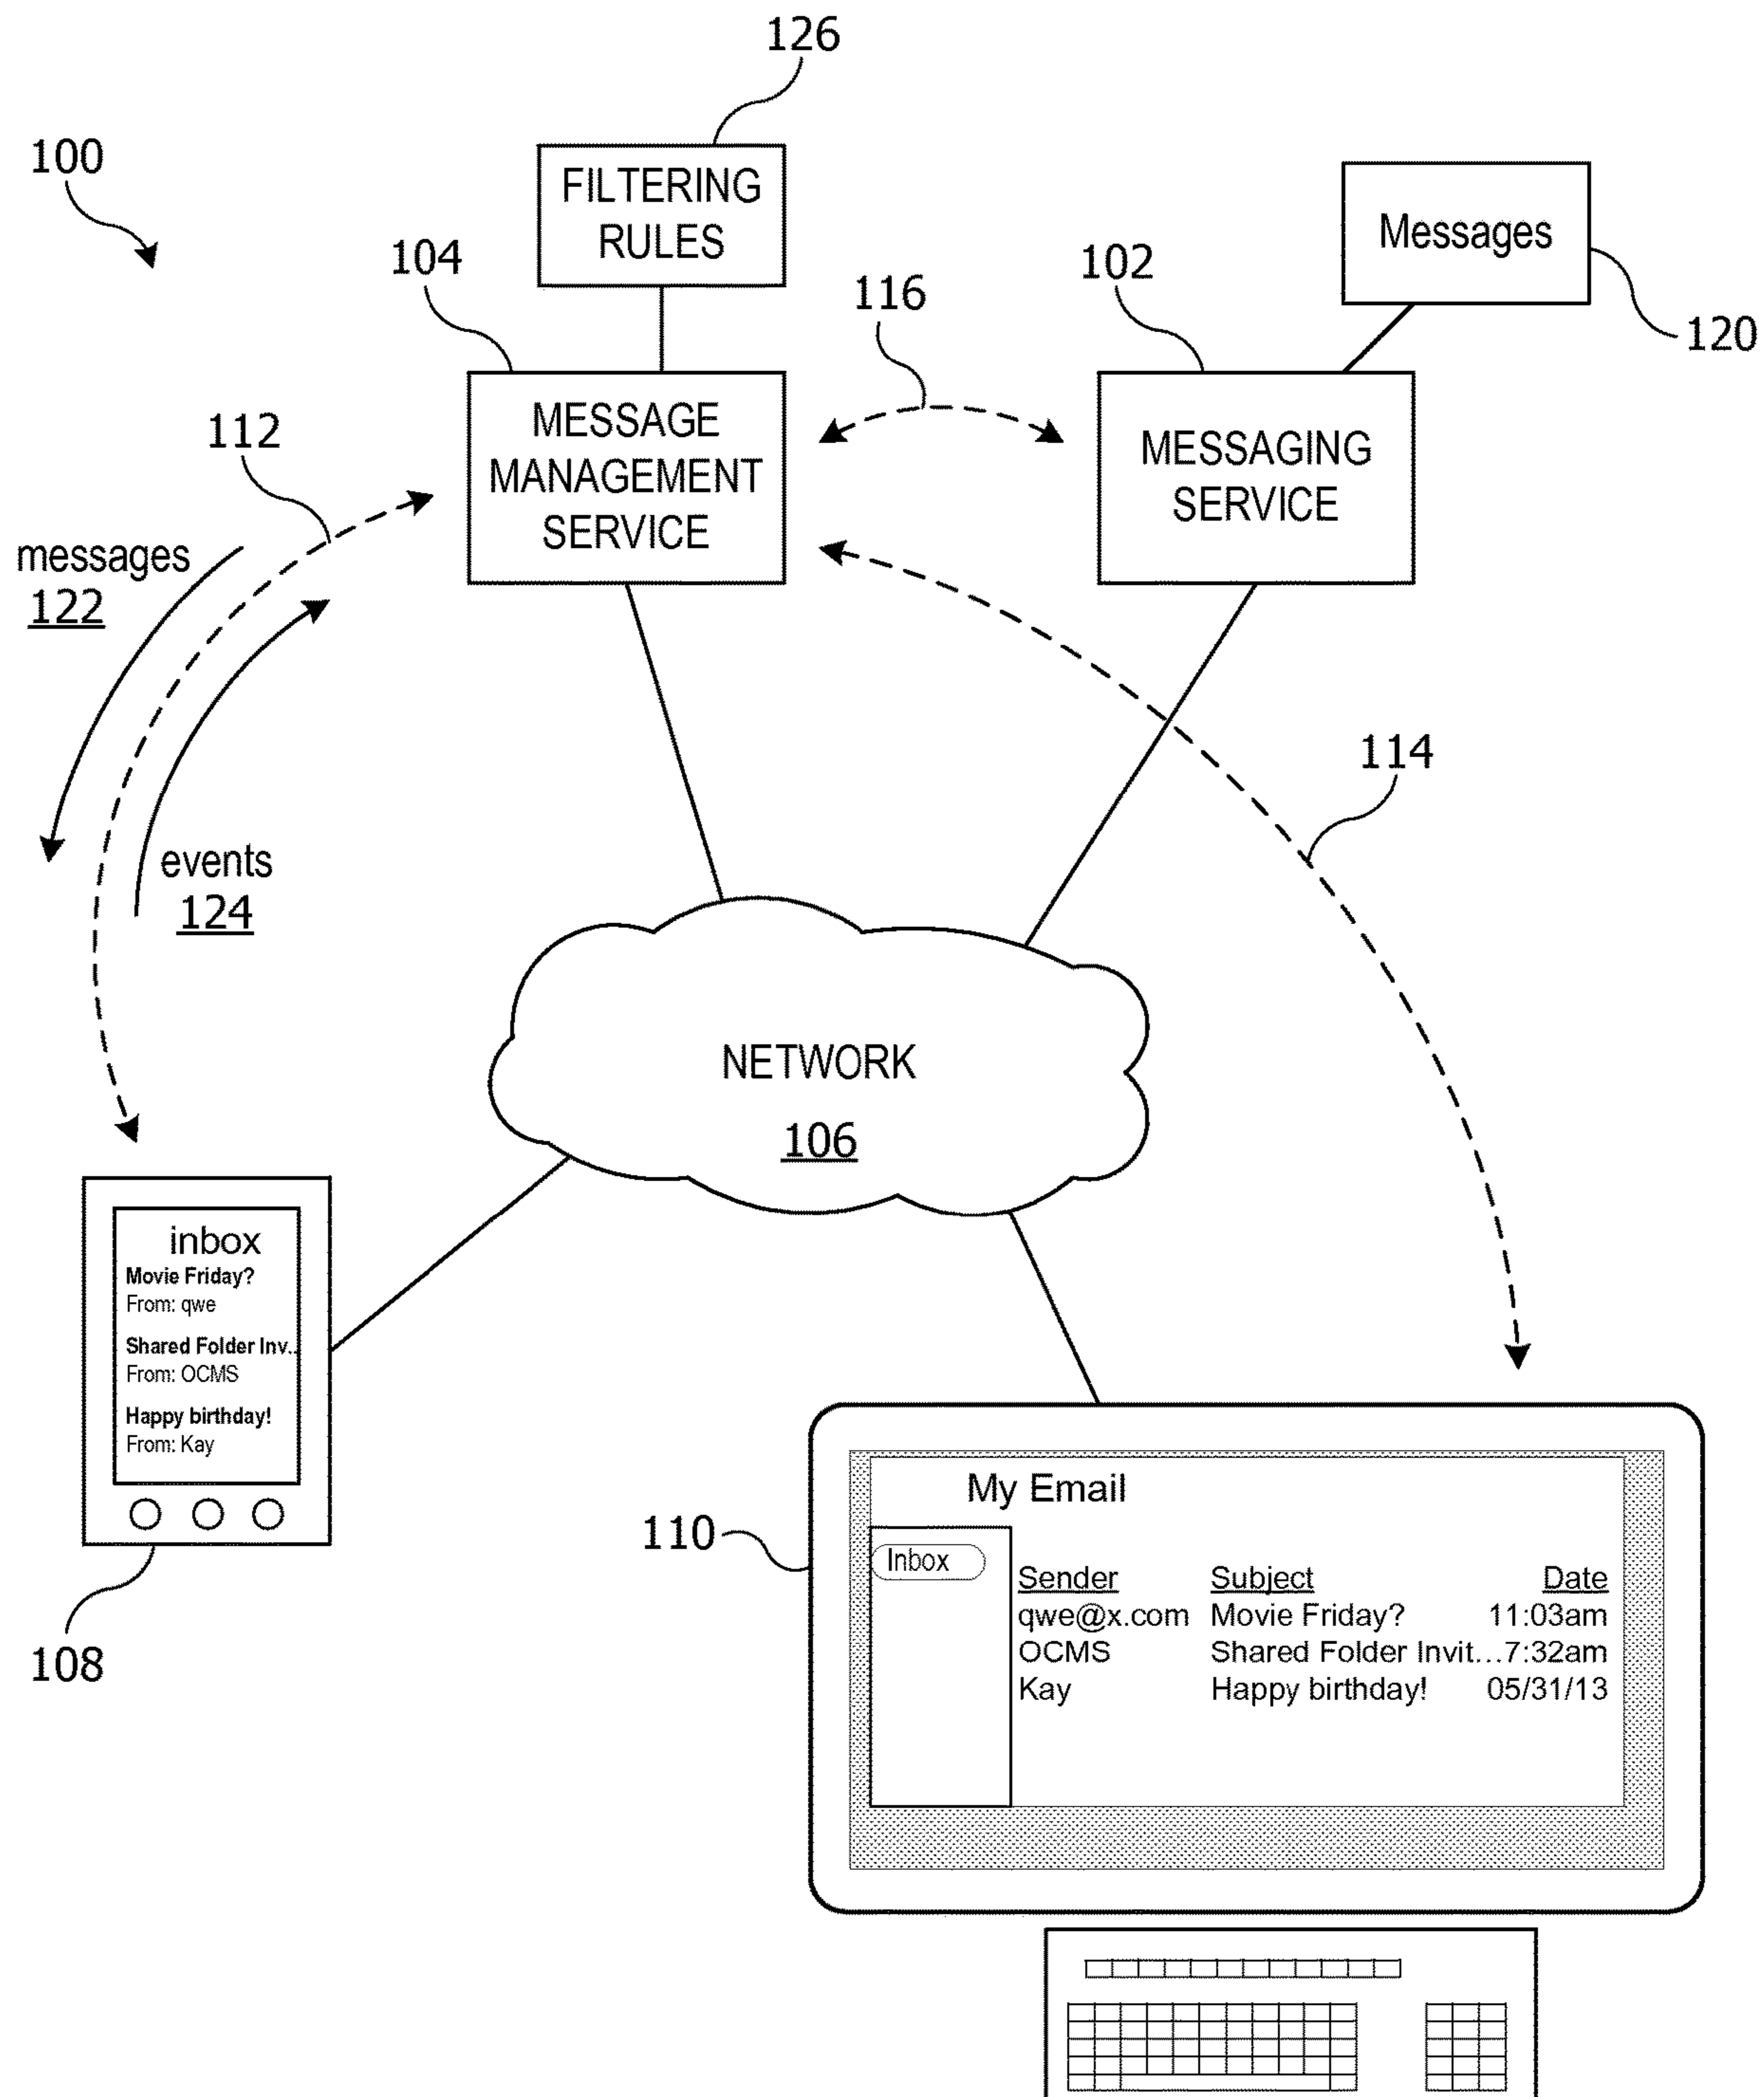 126
100
FILTERING
RULES
Messages
104
102
116
120
MESSAGE
MANAGEMENT
SERVICE
MESSAGING
SERVICE
112
messages
122
114
events
124
NETWORK
106
inbox
Movie Friday?
From: qwe
Shared Folder Inv..
From: OCMS
Happy birthday!
From: Kay
108
110
My Email
Inbox
Sender Subject Date
qwe@x.com Movie Friday? 11:03am
OCMS Shared Folder Invit...7:32am
Kay Happy birthday! 05/31/13